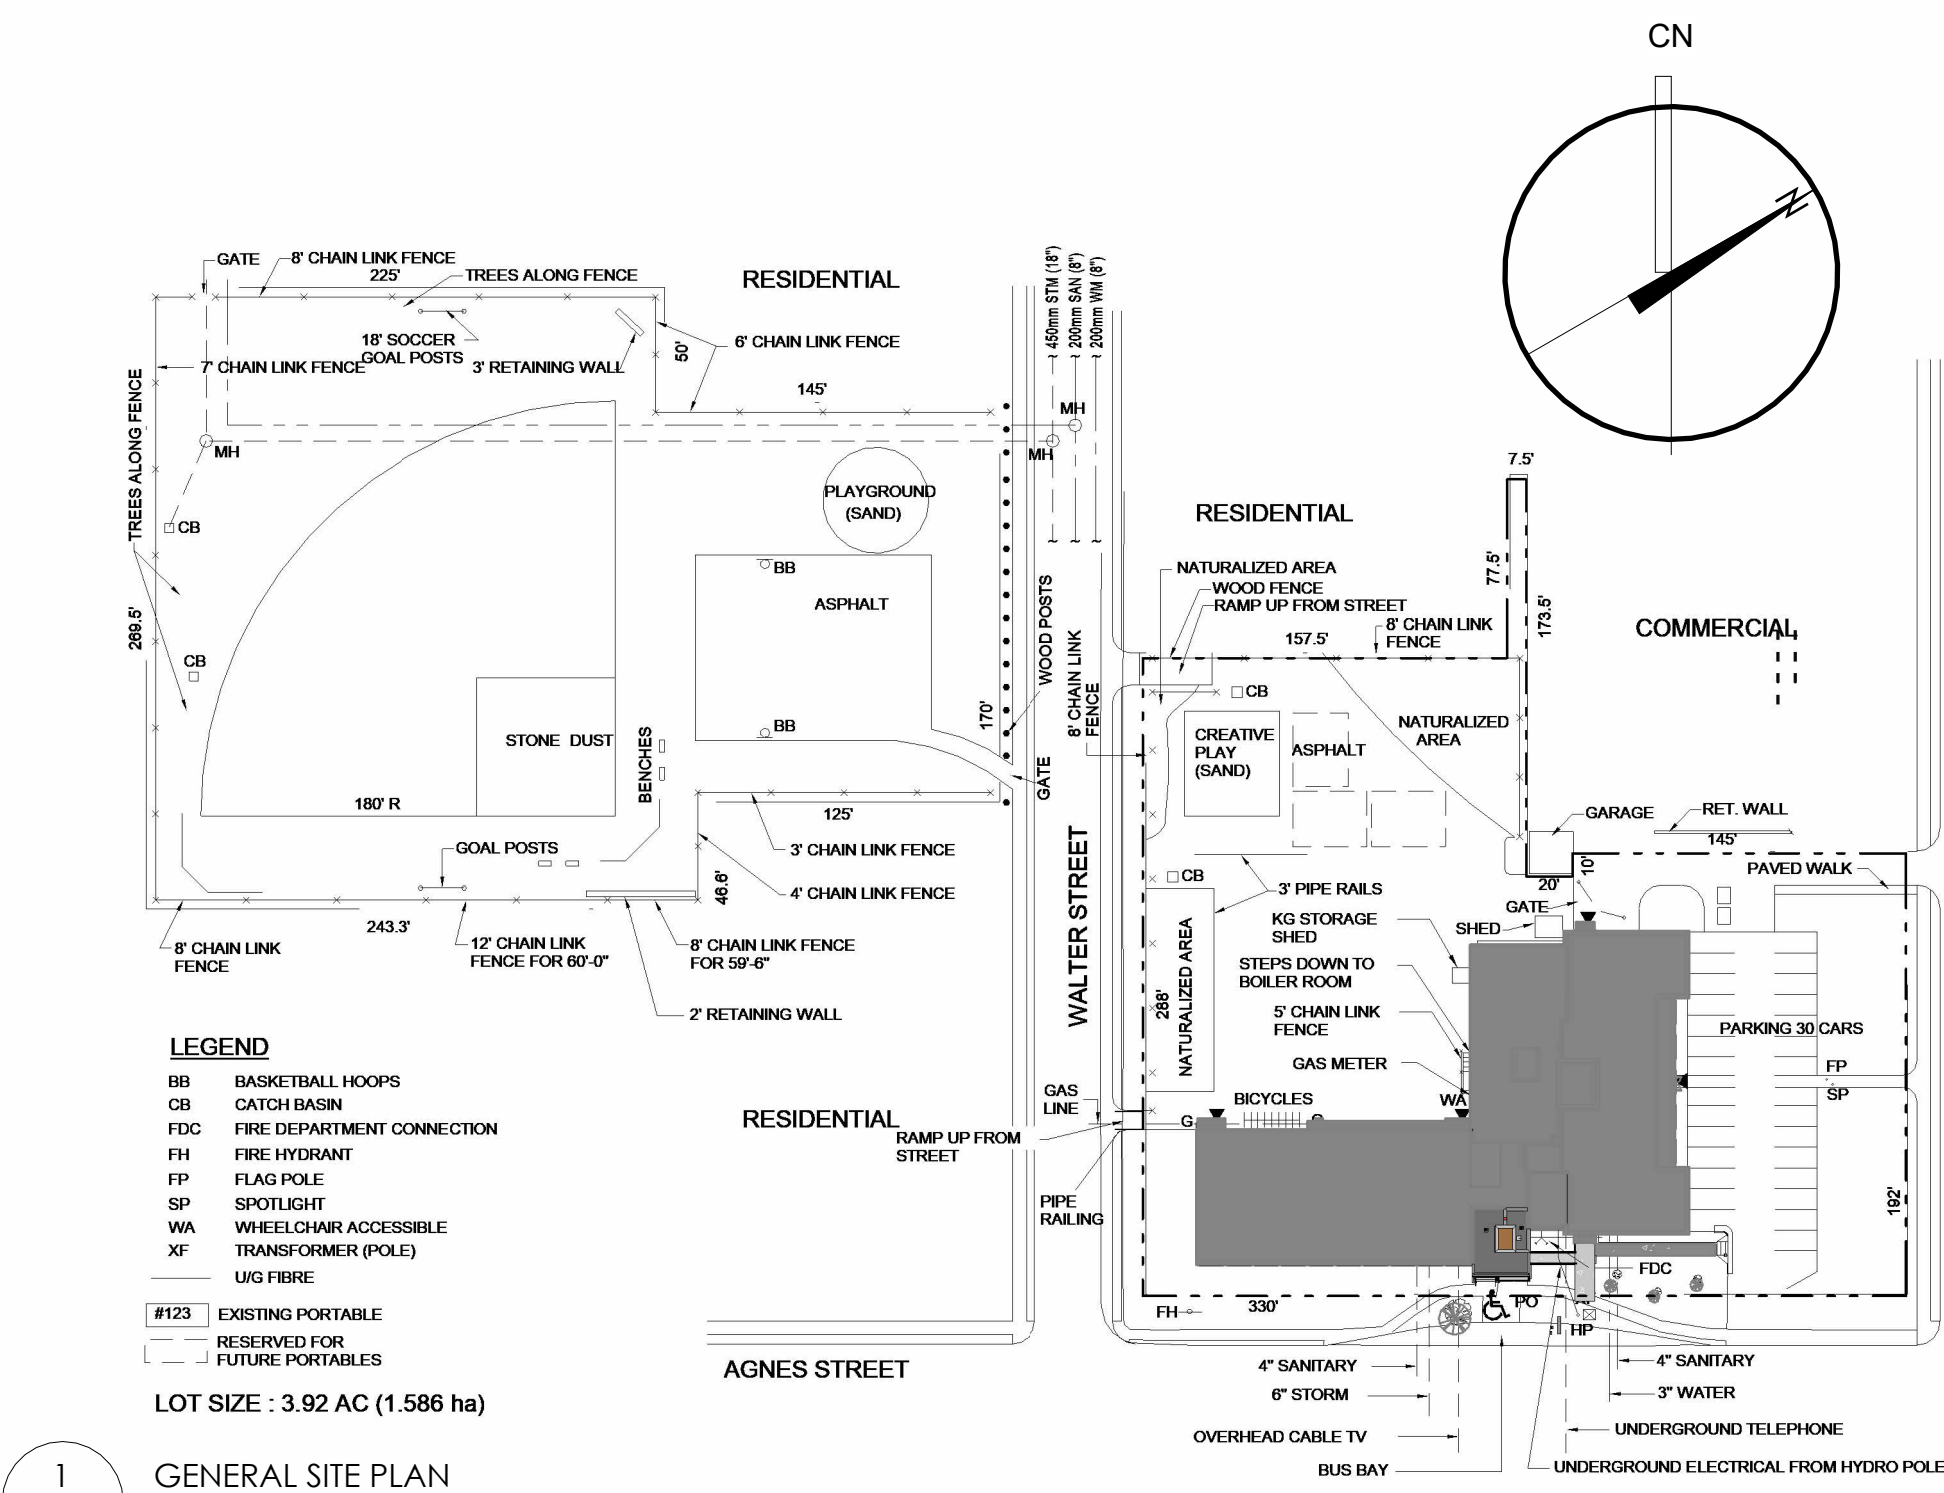 CN
N
GATE
8' CHAIN LINK FENCE
225'
TREES ALONG FENCE
RESIDENTIAL
18' SOCCER
GOAL POSTS
7' CHAIN LINK FENCE
3' RETAINING WALL
50'
6' CHAIN LINK FENCE
145'
450mm STM (18")
200mm SAN (8")
200mm WM (8")
MH
MH
MH
TREES ALONG FENCE
CB
PLAYGROUND
(SAND)
BB
ASPHALT
269.5'
CB
BB
STONE DUST
BENCHES
170'
WOOD POSTS
GATE
180' R
125'
GOAL POSTS
3' CHAIN LINK FENCE
4' CHAIN LINK FENCE
46.6'
243.3'
8' CHAIN LINK
FENCE
12' CHAIN LINK
FENCE FOR 60'-0"
8' CHAIN LINK FENCE
FOR 59'-6"
2' RETAINING WALL
7.5'
RESIDENTIAL
77.5'
173.5'
NATURALIZED AREA
WOOD FENCE
RAMP UP FROM STREET
157.5'
8' CHAIN LINK
FENCE
COMMERCIAL
8' CHAIN LINK
FENCE
CB
CREATIVE
PLAY
(SAND)
ASPHALT
NATURALIZED
AREA
GARAGE
RET. WALL
145'
PAVED WALK
10'
20'
WALTER STREET
CB
3' PIPE RAILS
KG STORAGE
SHED
SHED
GATE
STEPS DOWN TO
BOILER ROOM
288'
NATURALIZED AREA
5' CHAIN LINK
FENCE
GAS METER
PARKING 30 CARS
FP
SP
WA
BICYCLES
GAS
LINE
G
G
RAMP UP FROM
STREET
PIPE
RAILING
RESIDENTIAL
192'
FDC
FH
330'
PO
HP
AGNES STREET
4" SANITARY
6" STORM
OVERHEAD CABLE TV
BUS BAY
4" SANITARY
3" WATER
UNDERGROUND TELEPHONE
UNDERGROUND ELECTRICAL FROM HYDRO POLE
LEGEND
BB BASKETBALL HOOPS
CB CATCH BASIN
FDC FIRE DEPARTMENT CONNECTION
FH FIRE HYDRANT
FP FLAG POLE
SP SPOTLIGHT
WA WHEELCHAIR ACCESSIBLE
XF TRANSFORMER (POLE)
U/G FIBRE
#123 EXISTING PORTABLE
RESERVED FOR
FUTURE PORTABLES
LOT SIZE : 3.92 AC (1.586 ha)
1 GENERAL SITE PLAN